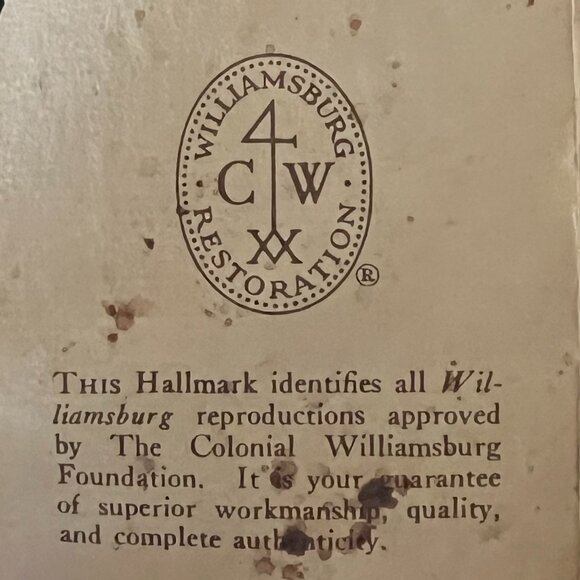 WILLIAMSBURG
C W
RESTORATION
®
THIS Hallmark identifies all Wil-
liamsburg reproductions approved
by The Colonial Williamsburg
Foundation. It is your guarantee
of superior workmanship, quality,
and complete authenticity.